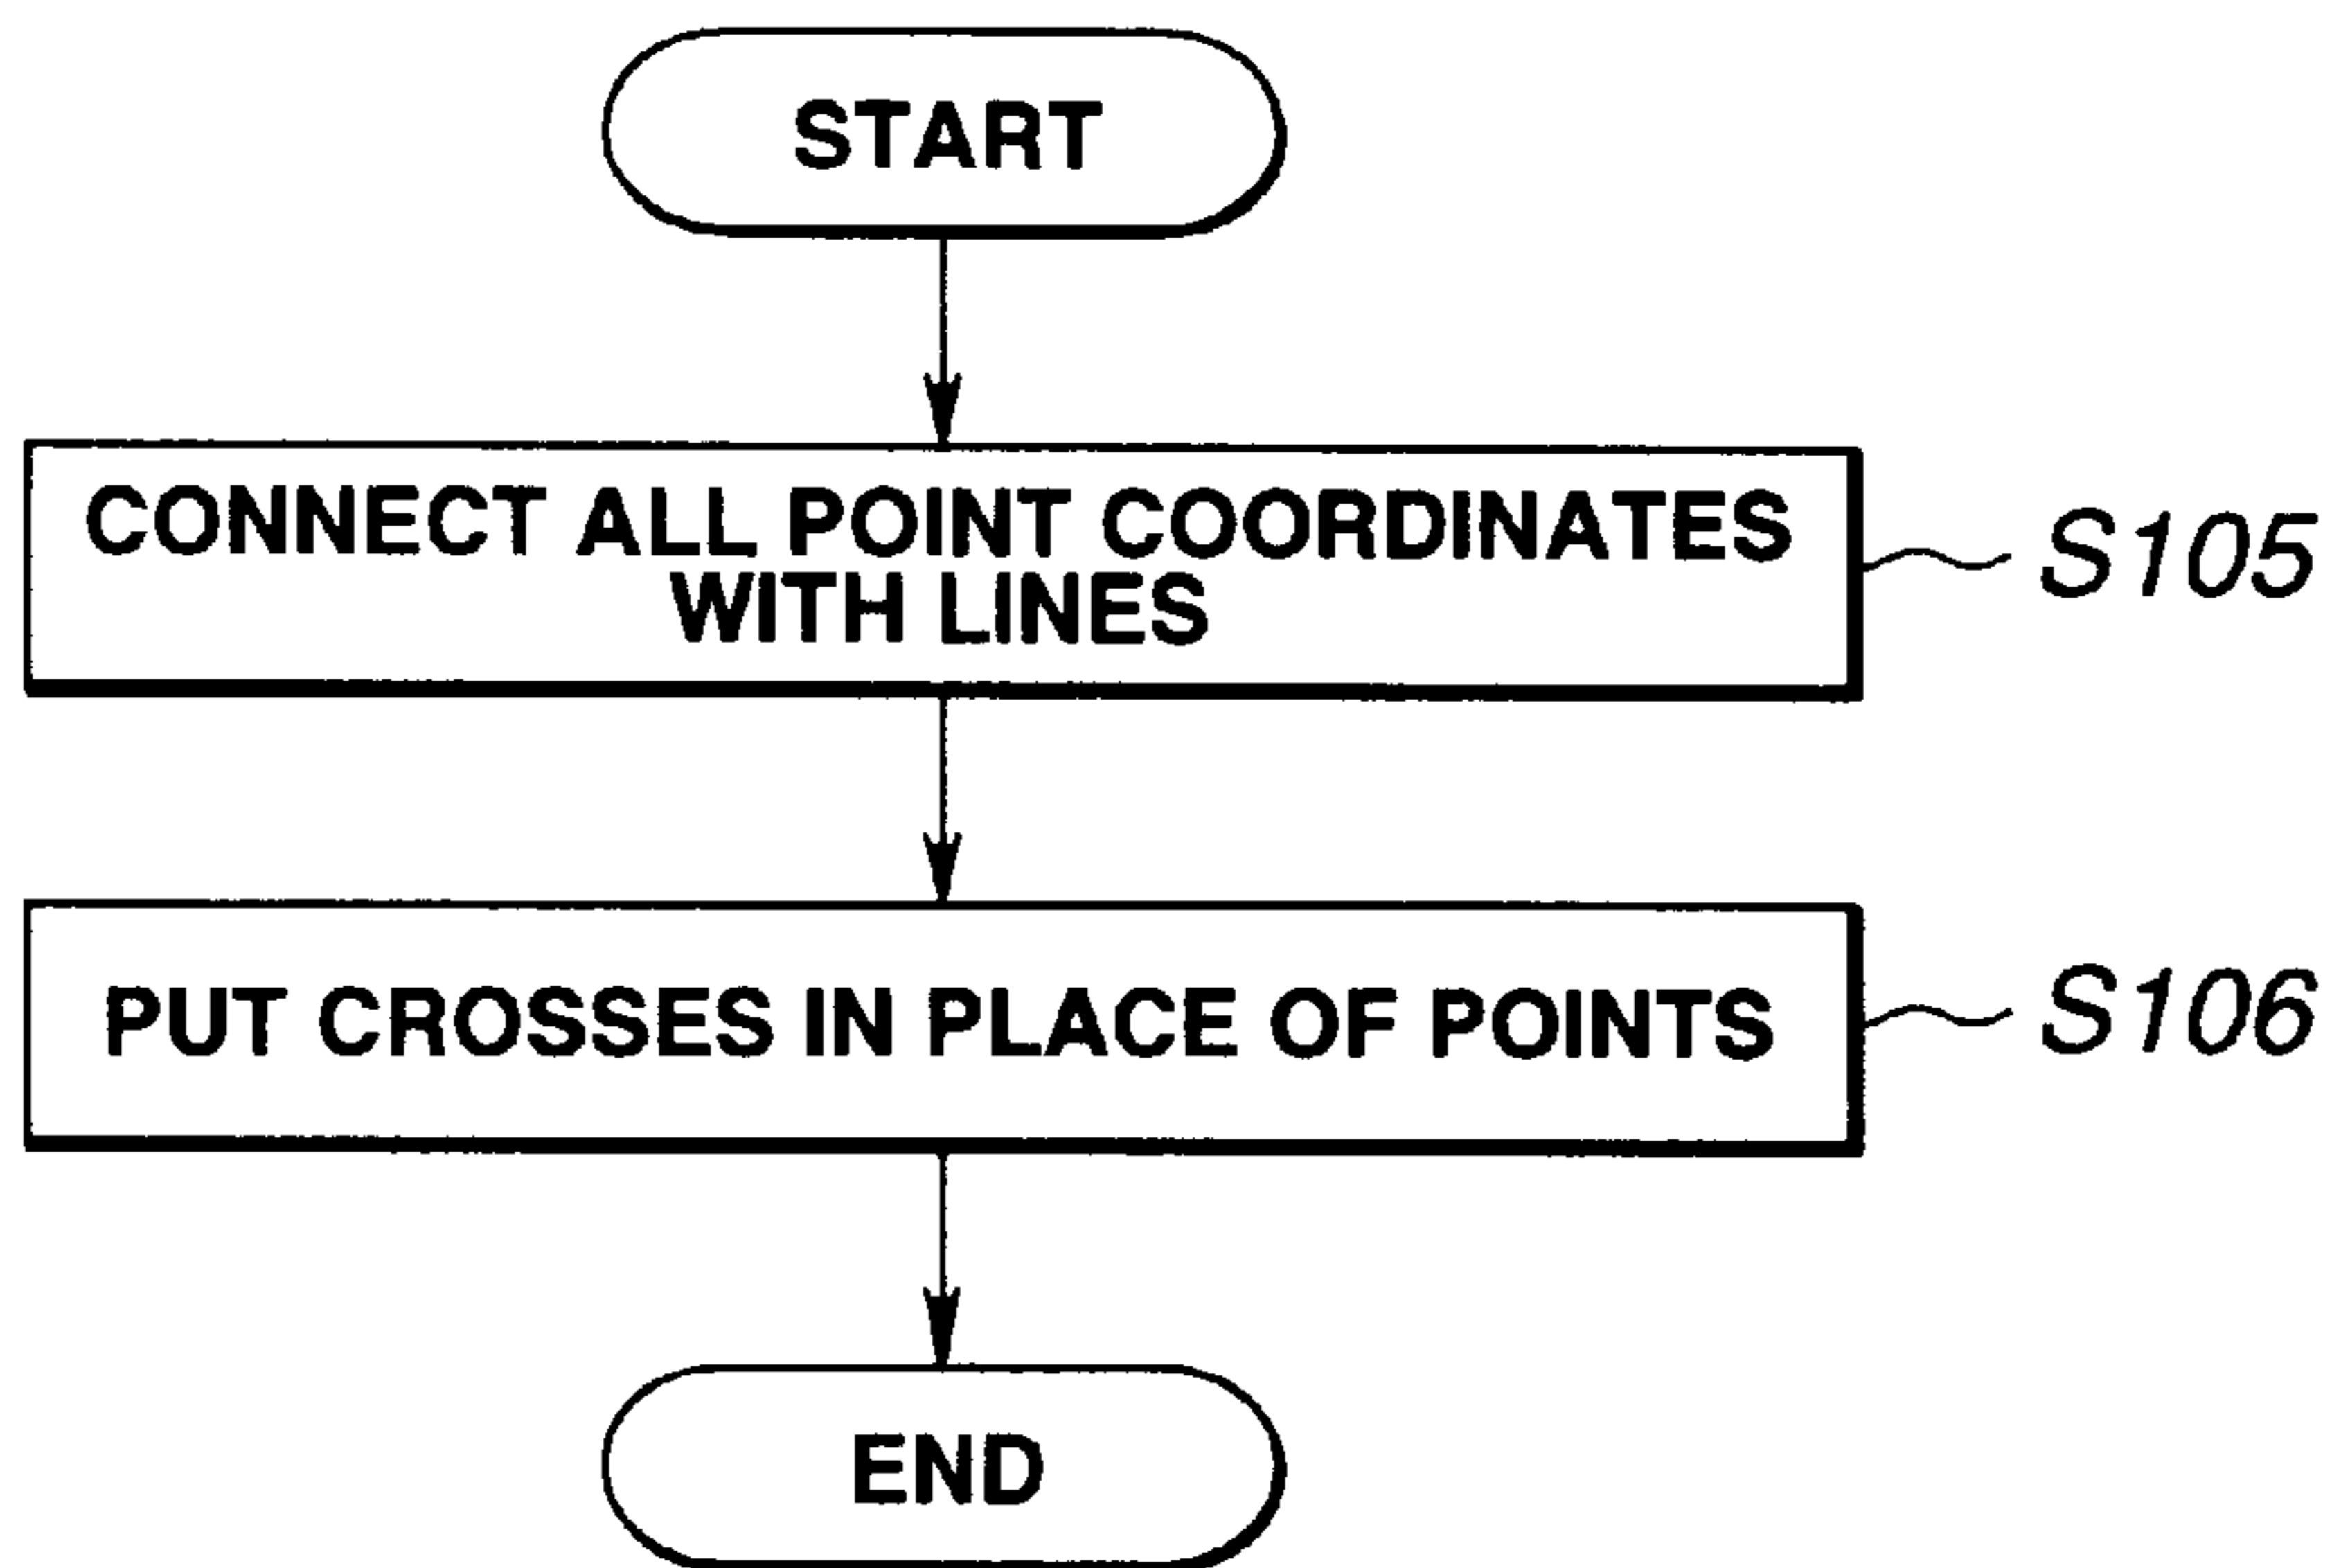 START
CONNECT ALL POINT COORDINATES
WITH LINES
S105
PUT CROSSES IN PLACE OF POINTS
S106
END